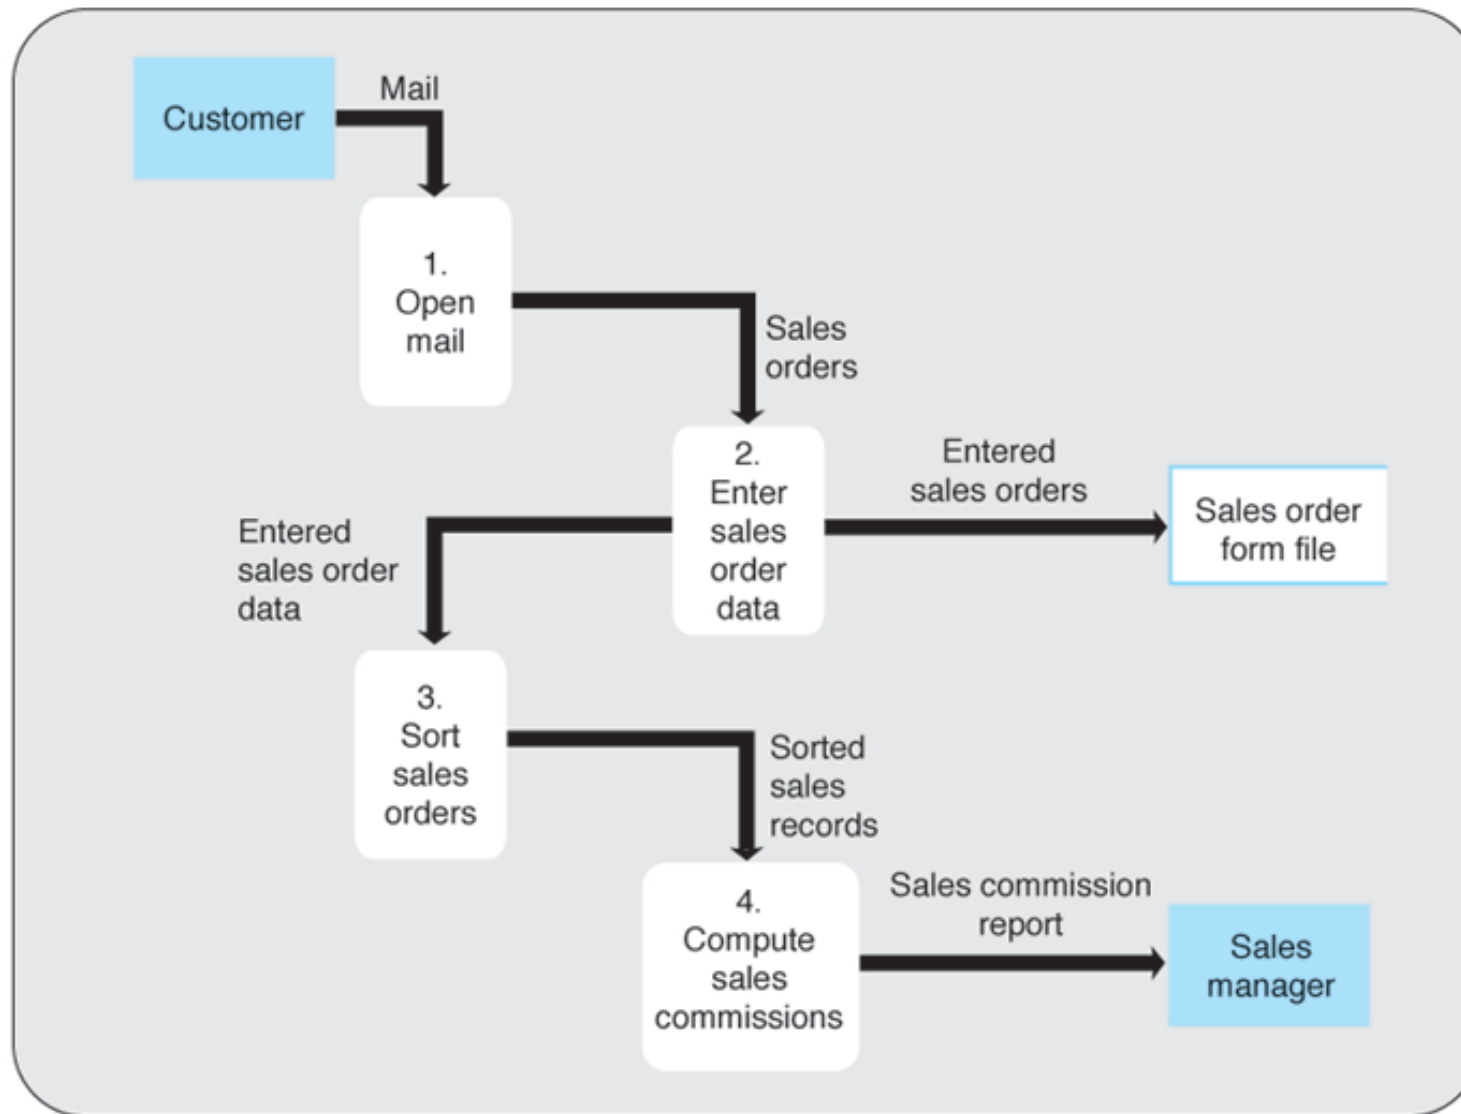 Customer
Mail
1.
Open
mail
Sales
orders
2.
Enter
sales
order
data
Entered
sales orders
Sales order
form file
Entered
sales order
data
3.
Sort
sales
orders
Sorted
sales
records
4.
Compute
sales
commissions
Sales commission
report
Sales
manager